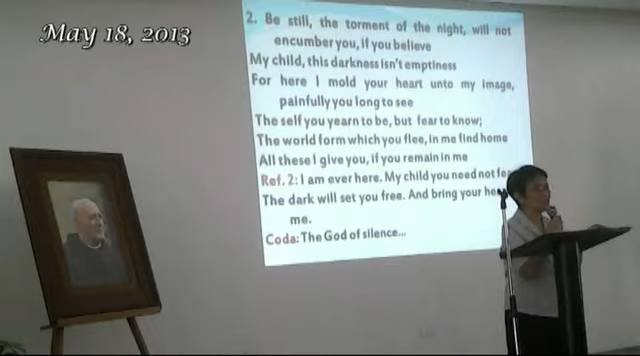 May 18, 2013
2. Be still, the torment of the night, will not
encumber you, if you believe
My child, this darkness isn't emptiness
For here I mold your heart unto my image,
painfully you long to see
The self you yearn to be, but fear to know;
The world form which you flee, in me find home
All these I give you, if you remain in me
Ref. 2: I am ever here. My child you need not
The dark will set you free. And bring your
me.
Coda: The God of silence...